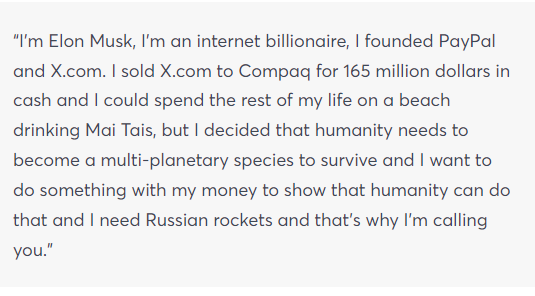 “I’m Elon Musk, I’m an internet billionaire, I founded PayPal
and X.com. I sold X.com to Compaq for 165 million dollars in
cash and I could spend the rest of my life on a beach
drinking Mai Tais, but I decided that humanity needs to
become a multi-planetary species to survive and I want to
do something with my money to show that humanity can do
that and I need Russian rockets and that’s why I’m calling
you.”